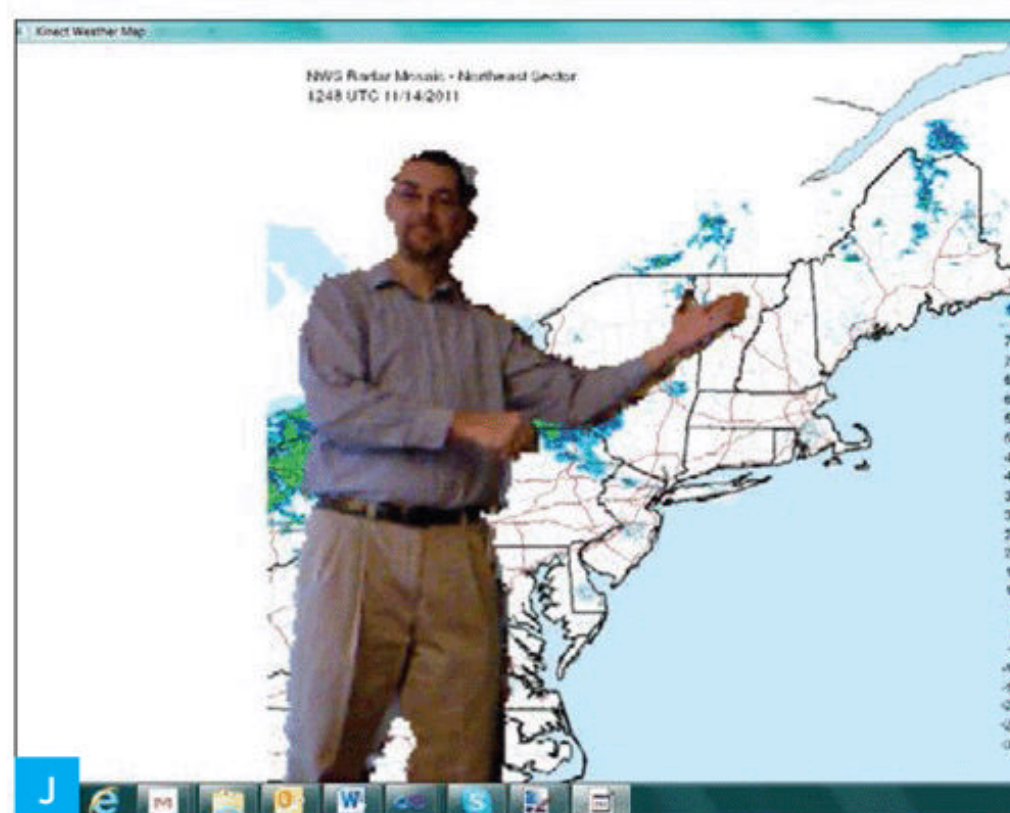 Kinect Weather Map
NWS Radar Mosaic - Northeast Sector
1248 UTC 11/14/2011
J